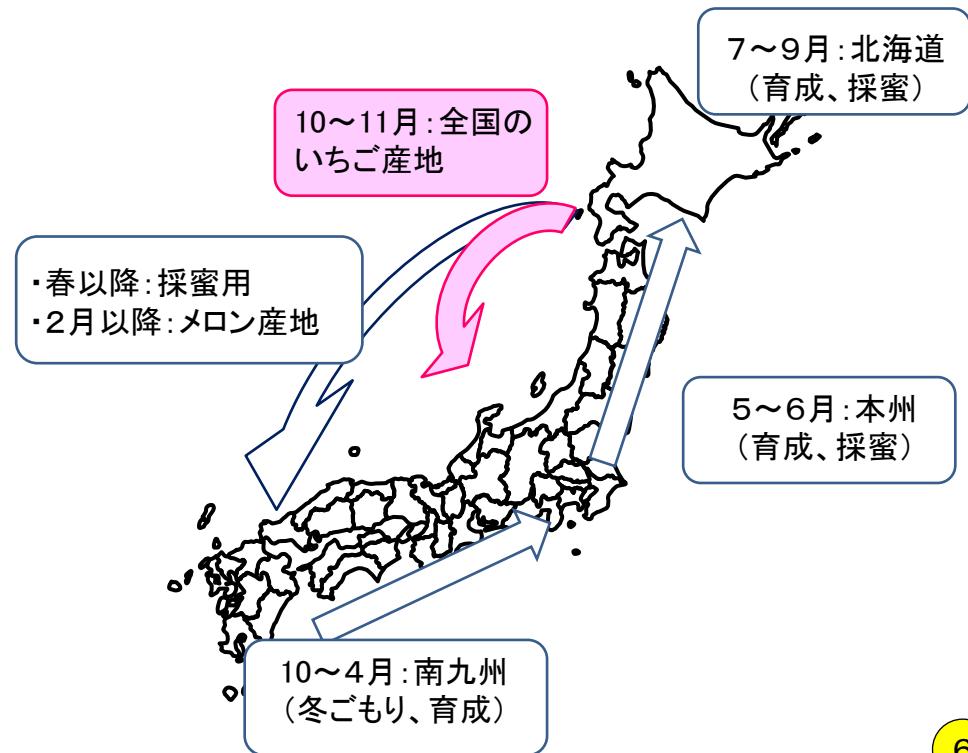 7～9月：北海道
（育成、採蜜）
10～11月：全国の
いちご産地
・春以降：採蜜用
・2月以降：メロン産地
5～6月：本州
（育成、採蜜）
10～4月：南九州
（冬ごもり、育成）
6